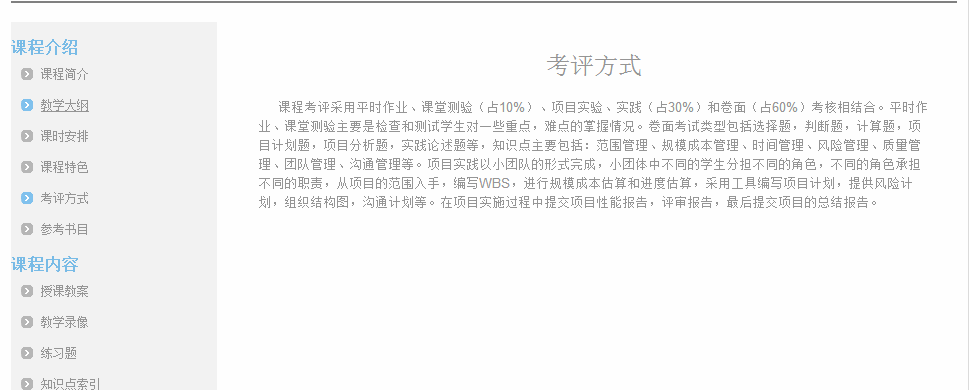 课程介绍
课程简介
教学大纲
课时安排
课程特色
考评方式
参考书目
课程内容
授课教案
教学录像
练习题
知识点索引
考评方式
课程考评采用平时作业、课堂测验（占10%）、项目实验、实践（占30%）和卷面（占60%）考核相结合。平时作
业、课堂测验主要是检查和测试学生对一些重点，难点的掌握情况。卷面考试类型包括选择题，判断题，计算题，项
目计划题，项目分析题，实践论述题等，知识点主要包括：范围管理、规模成本管理、时间管理、风险管理、质量管
理、团队管理、沟通管理等。项目实践以小团队的形式完成，小团体中不同的学生分担不同的角色，不同的角色承担
不同的职责，从项目的范围入手，编写WBS，进行规模成本估算和进度估算，采用工具编写项目计划，提供风险计
划，组织结构图，沟通计划等。在项目实施过程中提交项目性能报告，评审报告，最后提交项目的总结报告。